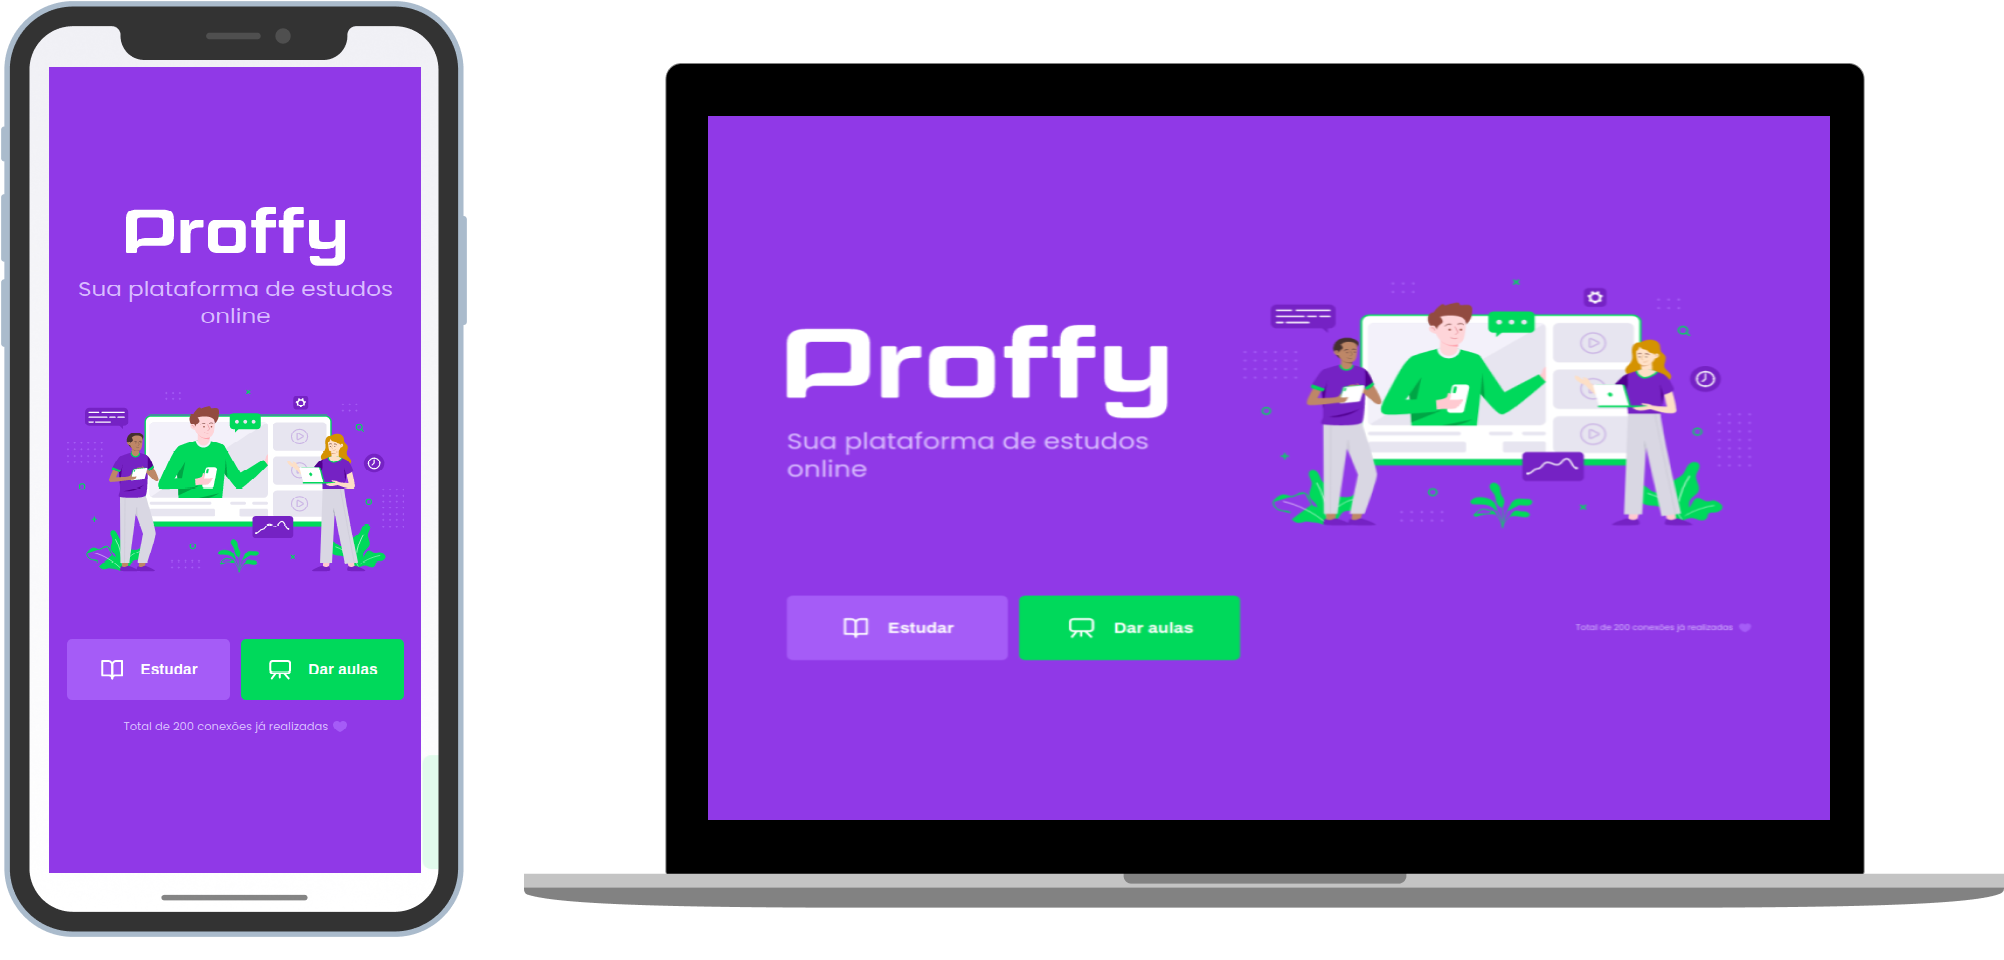 Proffy
Sua plataforma de estudos
online
Estudar
Dar aulas
Total de 200 conexões já realizadas
Proffy
Sua plataforma de estudos
online
Estudar
Dar aulas
Total de 200 conexões já realizadas